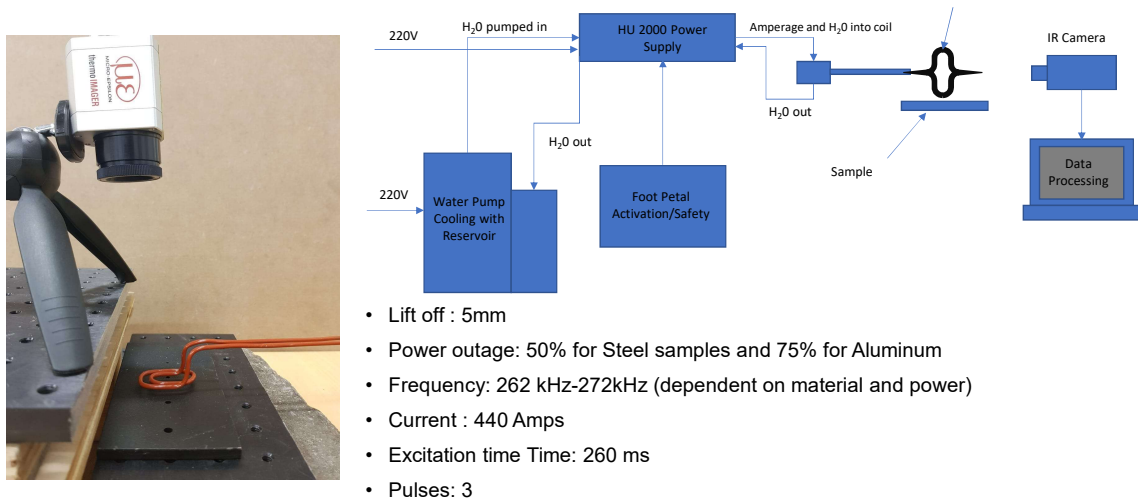 με
MICRO-EPSILON
thermoIMAGER
220V
H₂0 pumped in
HU 2000 Power
Supply
Amperage and H₂0 into coil
IR Camera
H₂0 out
H₂0 out
Sample
Data
Processing
220V
Water Pump
Cooling with
Reservoir
Foot Petal
Activation/Safety
• Lift off : 5mm
• Power outage: 50% for Steel samples and 75% for Aluminum
• Frequency: 262 kHz-272kHz (dependent on material and power)
• Current : 440 Amps
• Excitation time Time: 260 ms
• Pulses: 3